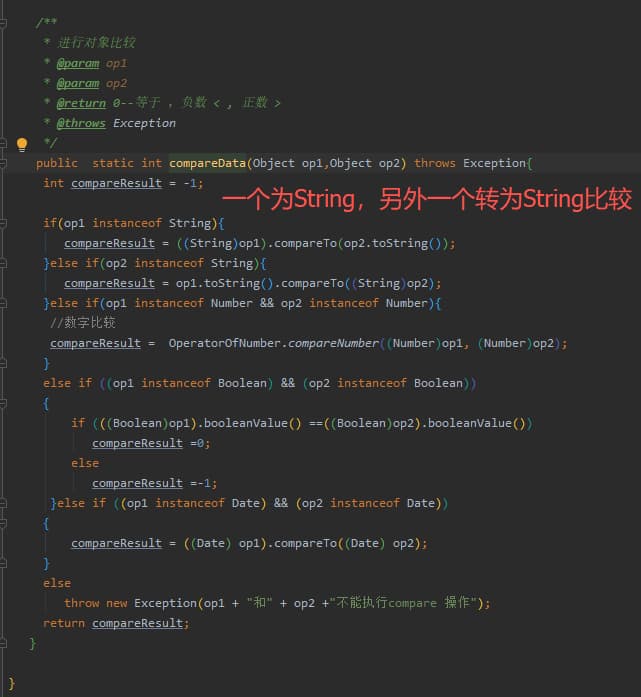 /**
* 进行对象比较
* @param op1
* @param op2
* @return 0--等于 ，负数 < , 正数 >
* @throws Exception
*/
public  static int compareData(Object op1,Object op2) throws Exception{
int compareResult = -1;
一个为String，另外一个转为String比较
if(op1 instanceof String){
compareResult = ((String)op1).compareTo(op2.toString());
}else if(op2 instanceof String){
compareResult = op1.toString().compareTo((String)op2);
}else if(op1 instanceof Number && op2 instanceof Number){
//数字比较
compareResult =  OperatorOfNumber.compareNumber((Number)op1, (Number)op2);
}
else if ((op1 instanceof Boolean) && (op2 instanceof Boolean))
{
if (((Boolean)op1).booleanValue() ==((Boolean)op2).booleanValue())
compareResult =0;
else
compareResult =-1;
}else if ((op1 instanceof Date) && (op2 instanceof Date))
{
compareResult = ((Date) op1).compareTo((Date) op2);
}
else
throw new Exception(op1 + "和" + op2 +"不能执行compare 操作");
return compareResult;
}
}